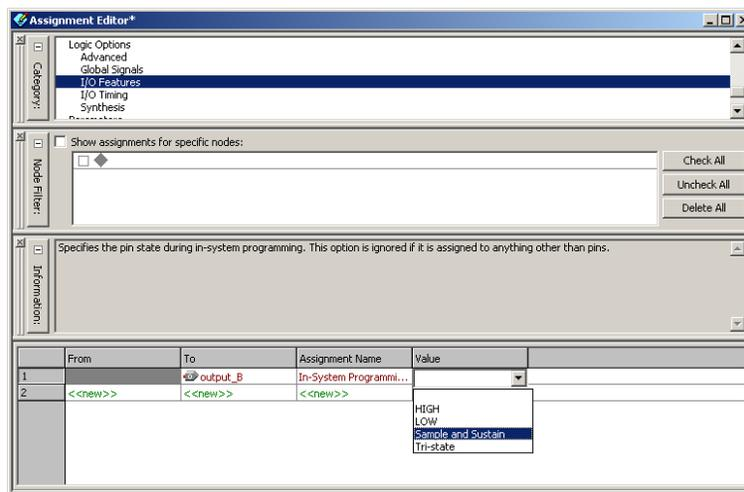 Assignment Editor*
Category:
Logic Options
Advanced
Global Signals
I/O Features
I/O Timing
Synthesis
Parameters
Node Filter:
Show assignments for specific nodes:
Check All
Uncheck All
Delete All
Information:
Specifies the pin state during in-system programming. This option is ignored if it is assigned to anything other than pins.
From To Assignment Name Value
1 output_B In-System Programmi...
2 <<new>> <<new>> <<new>>
HIGH
LOW
Sample and Sustain
Tri-state